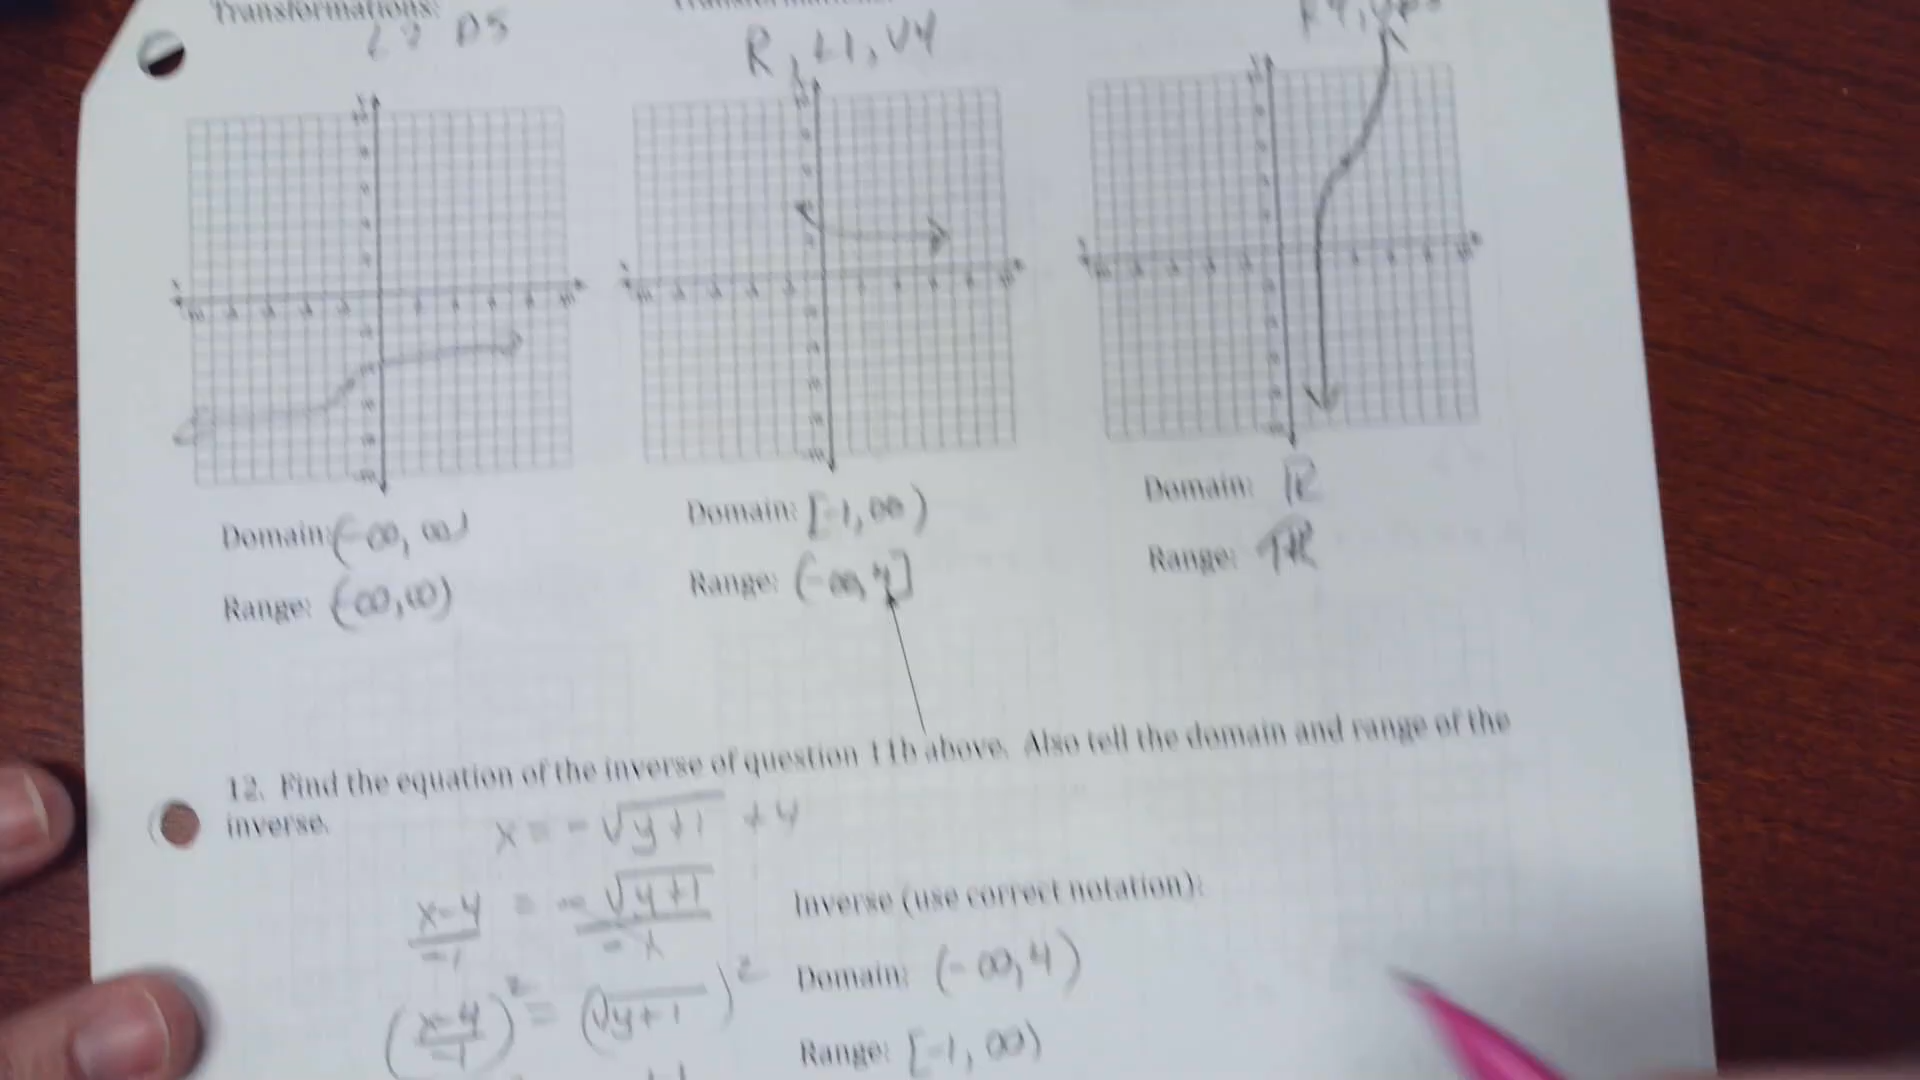 Transformations:
D5
R, L1, U4
Domain: (-∞, ∞)
Range: (-∞, ∞)
Domain: [-1, ∞)
Range: (-∞, 4]
Domain: ℝ
Range: ℝ
12. Find the equation of the inverse of question 11b above. Also tell the domain and range of the
inverse.
x = -√y+1 + 4
x-4 = -√y+1
-1
(x-4)² = (√y+1)²
-1
Inverse (use correct notation):
Domain: (-∞, 4)
Range: [-1, ∞)